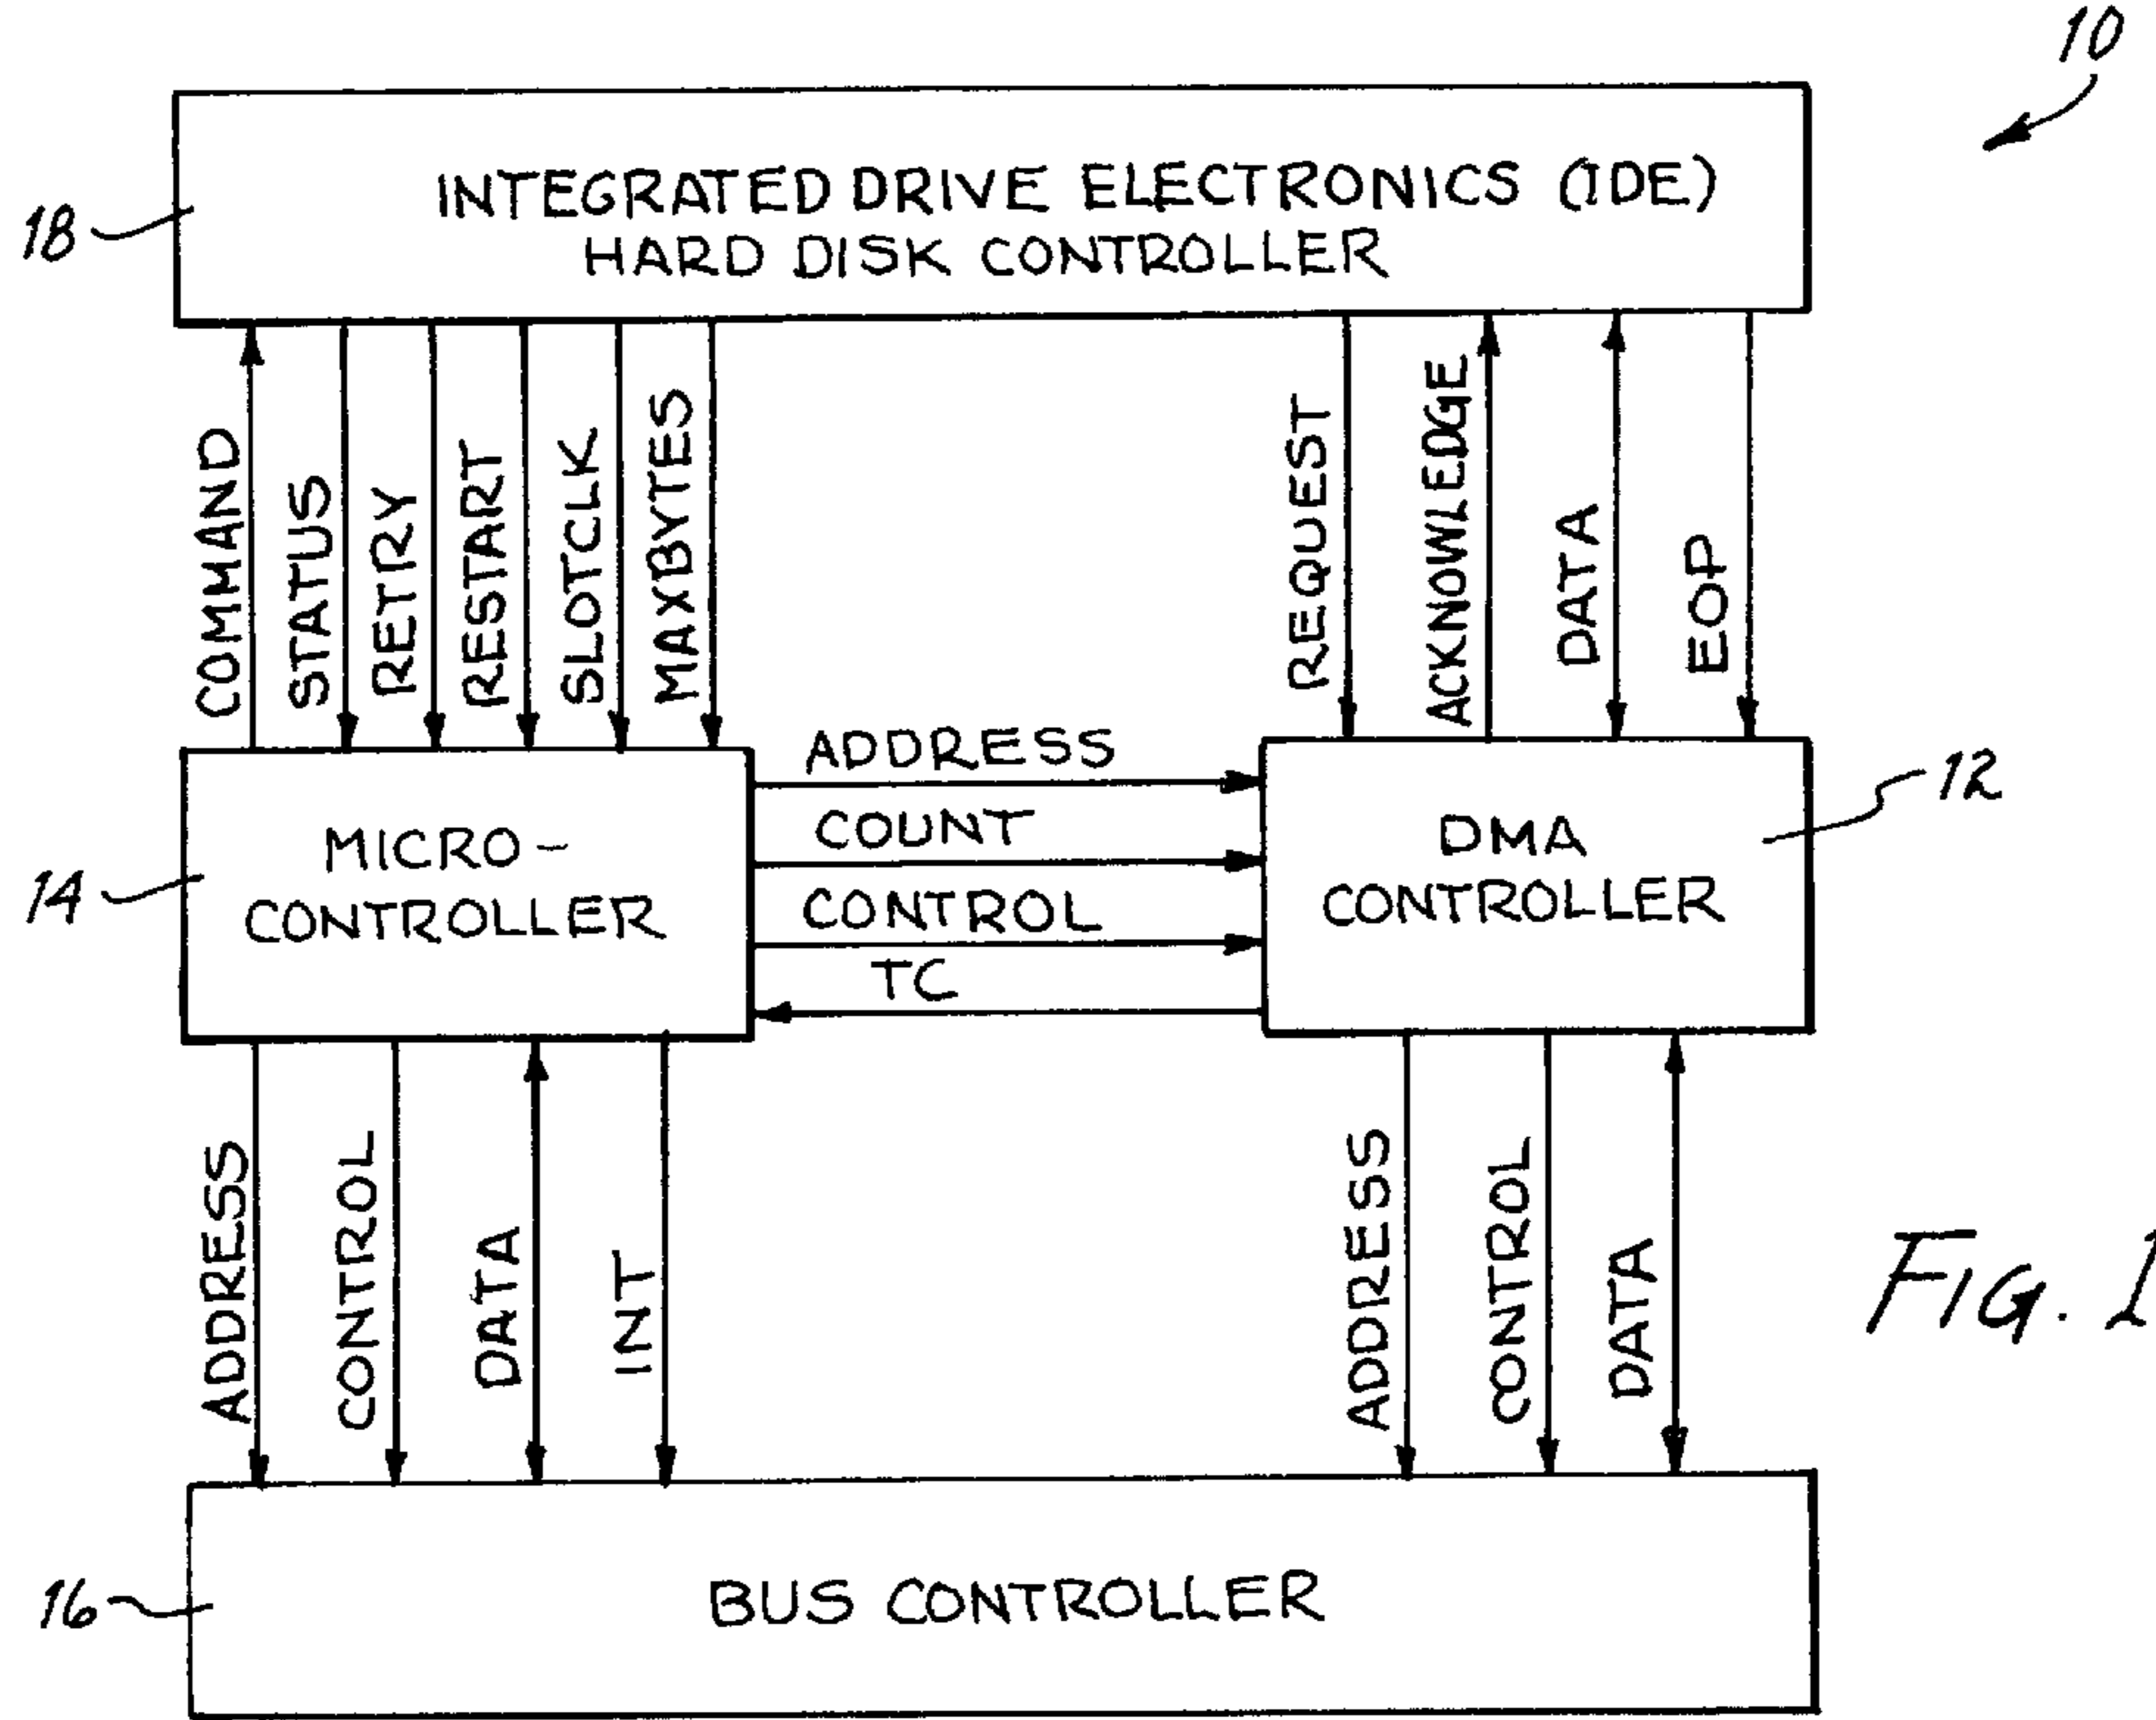 10
INTEGRATED DRIVE ELECTRONICS (IDE)
HARD DISK CONTROLLER
18
COMMAND
STATUS
RETRY
RESTART
SLOTCLK
MAXBYTES
REQUEST
ACKNOWLEDGE
DATA
EOP
ADDRESS
COUNT
CONTROL
TC
MICRO-
CONTROLLER
14
DMA
CONTROLLER
12
ADDRESS
CONTROL
DATA
INT
ADDRESS
CONTROL
DATA
FIG. 1
BUS CONTROLLER
16